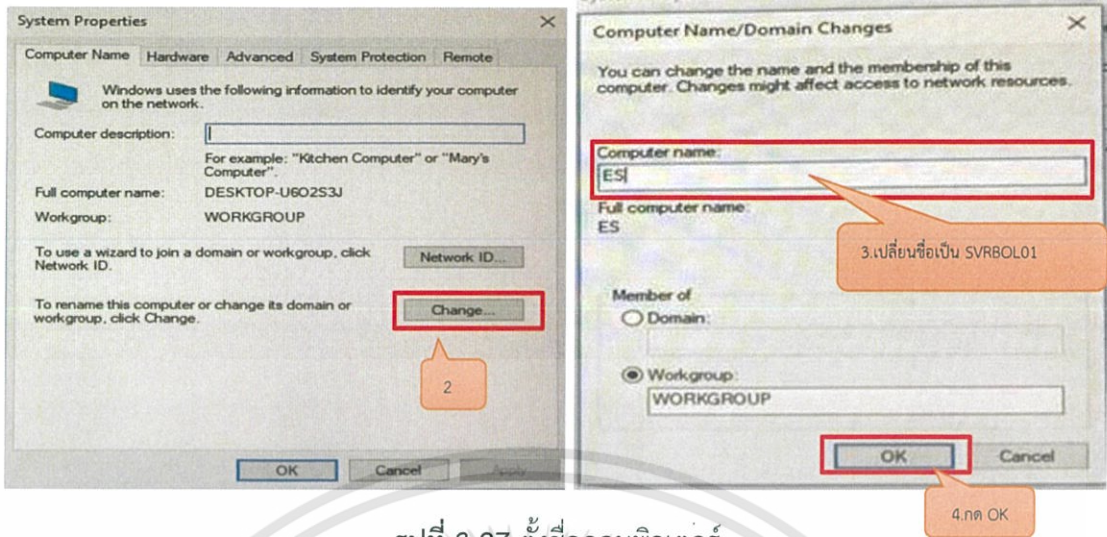 System Properties
Computer Name Hardware Advanced System Protection Remote
Windows uses the following information to identify your computer
on the network.
Computer description:
For example: "Kitchen Computer" or "Mary's
Computer".
Full computer name: DESKTOP-U6O2S3J
Workgroup: WORKGROUP
To use a wizard to join a domain or workgroup, click
Network ID.
Network ID...
To rename this computer or change its domain or
workgroup, click Change.
Change...
2
OK Cancel Apply
Computer Name/Domain Changes
You can change the name and the membership of this
computer. Changes might affect access to network resources.
Computer name:
ES
Full computer name:
ES
3.เปลี่ยนชื่อเป็น SVRBOL01
Member of
Domain:
Workgroup:
WORKGROUP
OK Cancel
4.กด OK